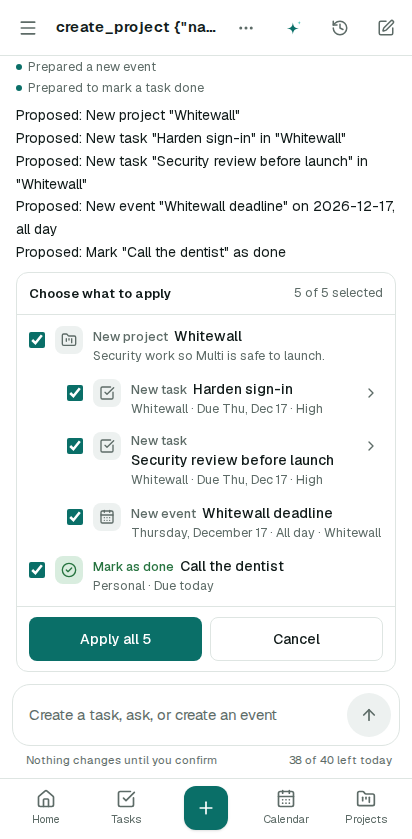 create_project {"na...
Prepared a new event
Prepared to mark a task done
Proposed: New project "Whitewall"
Proposed: New task "Harden sign-in" in "Whitewall"
Proposed: New task "Security review before launch" in
"Whitewall"
Proposed: New event "Whitewall deadline" on 2026-12-17,
all day
Proposed: Mark "Call the dentist" as done
Choose what to apply 5 of 5 selected
New project Whitewall
Security work so Multi is safe to launch.
New task Harden sign-in
Whitewall · Due Thu, Dec 17 · High
New task
Security review before launch
Whitewall · Due Thu, Dec 17 · High
New event Whitewall deadline
Thursday, December 17 · All day · Whitewall
Mark as done Call the dentist
Personal · Due today
Apply all 5 Cancel
Create a task, ask, or create an event
Nothing changes until you confirm 38 of 40 left today
Home Tasks Calendar Projects